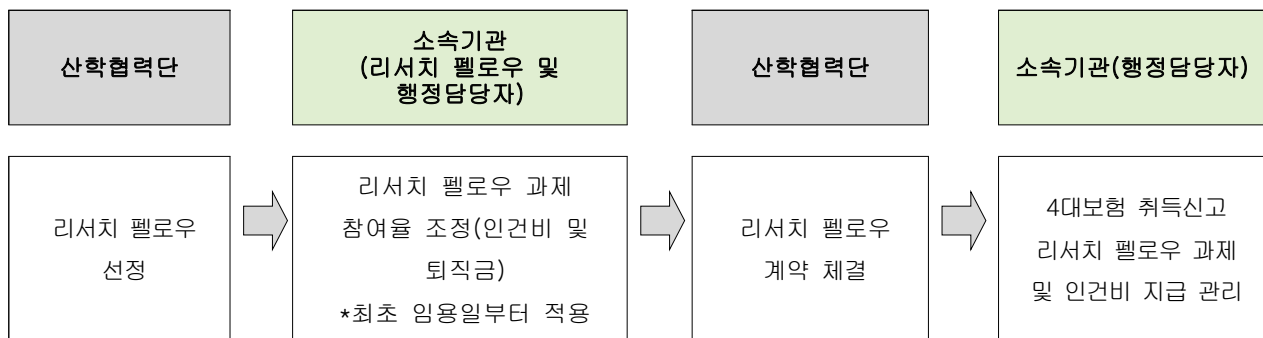 산학협력단
소속기관
(리서치 펠로우 및
행정담당자)
산학협력단
소속기관(행정담당자)
리서치 펠로우
선정
리서치 펠로우 과제
참여율 조정(인건비 및
퇴직금)
*최초 임용일부터 적용
리서치 펠로우
계약 체결
4대보험 취득신고
리서치 펠로우 과제
및 인건비 지급 관리